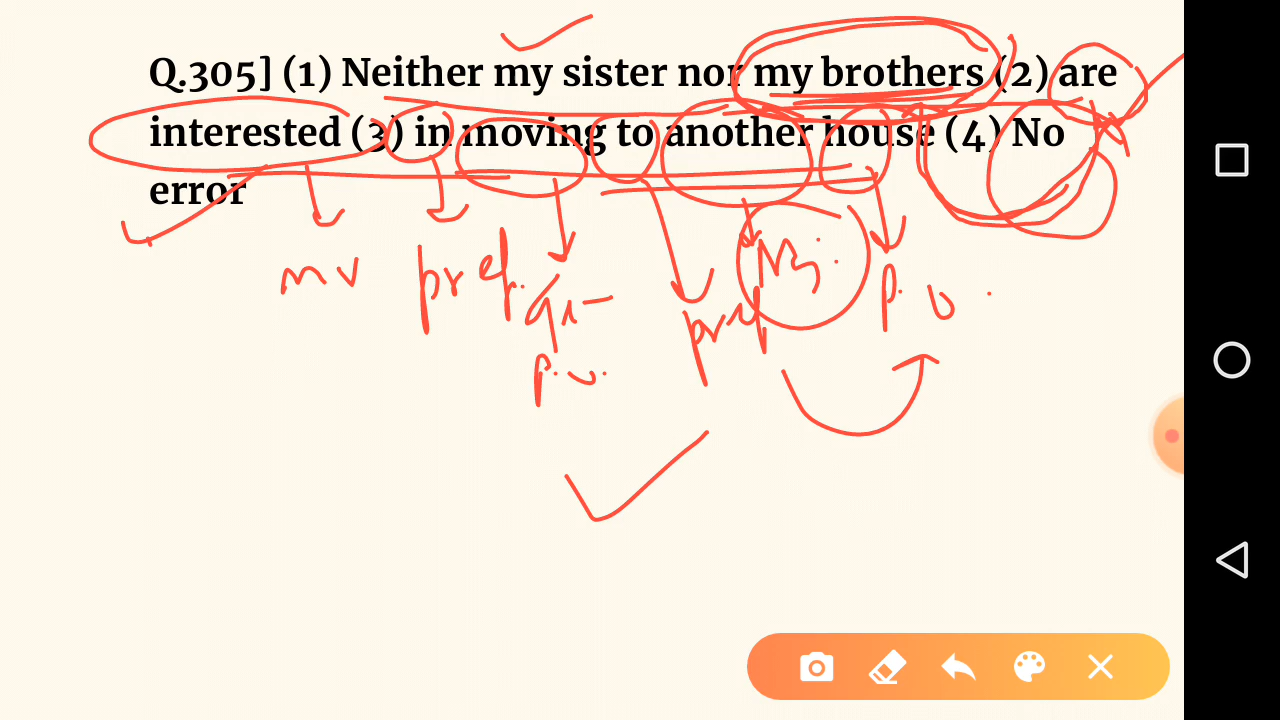 Q.305] (1) Neither my sister nor my brothers (2) are
interested (3) in moving to another house (4) No
error
mv pref. Nj. p.o.
pref
p.o.